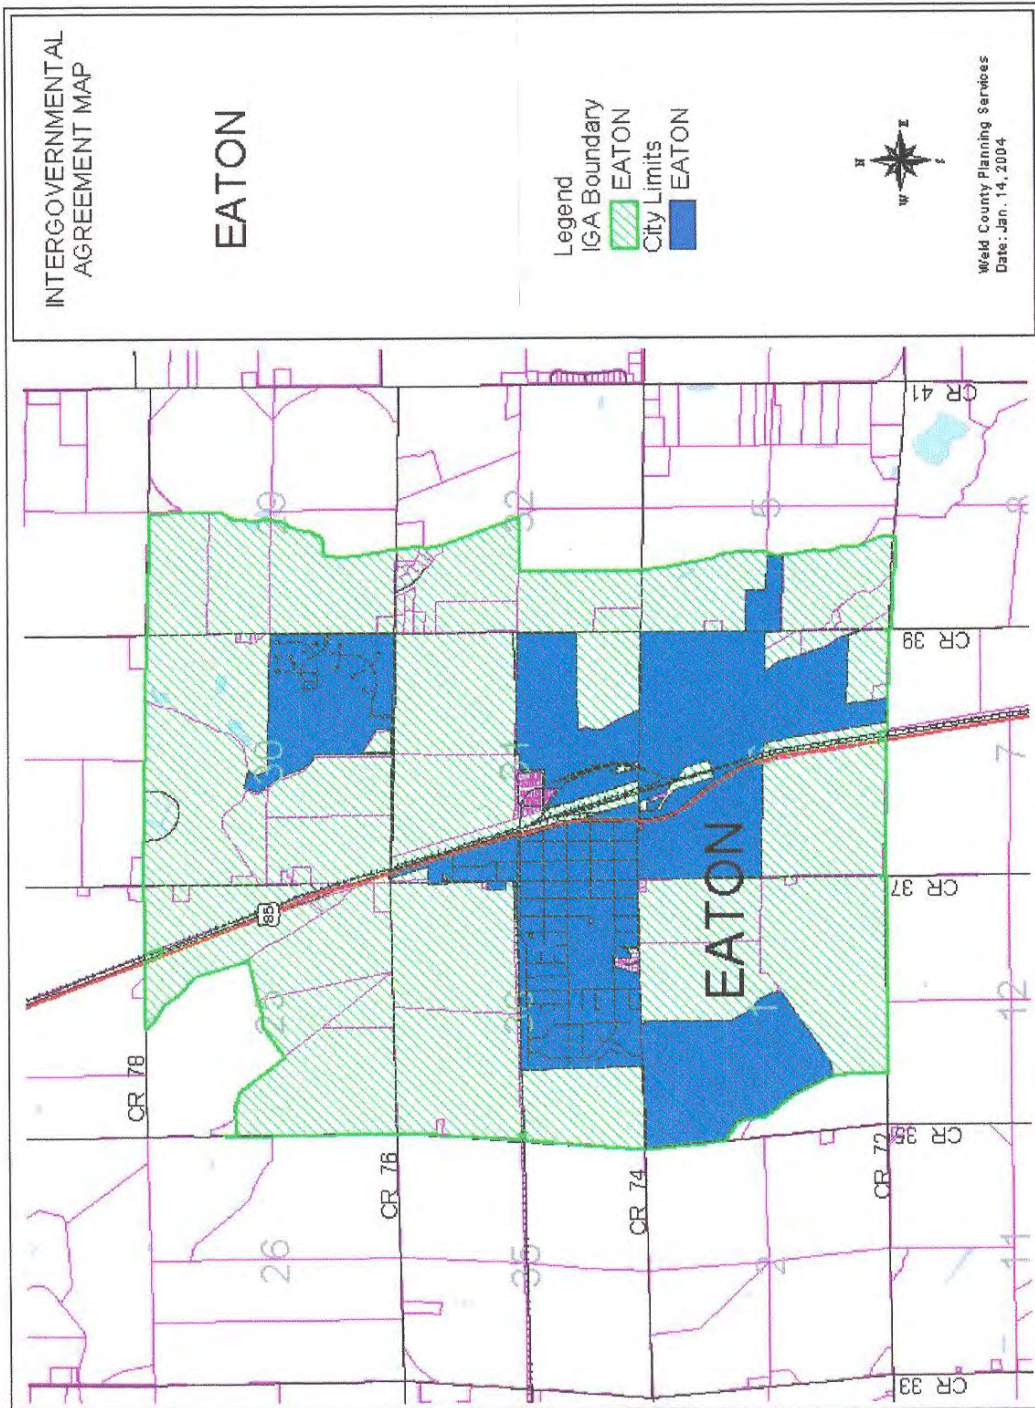 INTERGOVERNMENTAL
AGREEMENT MAP
EATON
Legend
IGA Boundary
EATON
City Limits
EATON
N
W
E
S
Weld County Planning Services
Date: Jan. 14, 2004
CR 78
CR 76
CR 74
CR 72
CR 33
CR 35
CR 37
CR 39
CR 41
85
26
25
30
29
35
36
31
32
2
1
6
5
11
12
7
8
EATON